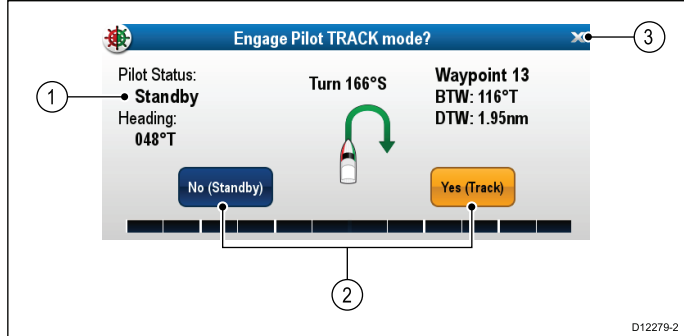 Engage Pilot TRACK mode?
3
1
Pilot Status:
Standby
Heading:
048°T
Turn 166°S
Waypoint 13
BTW: 116°T
DTW: 1.95nm
No (Standby)
Yes (Track)
2
D12279-2